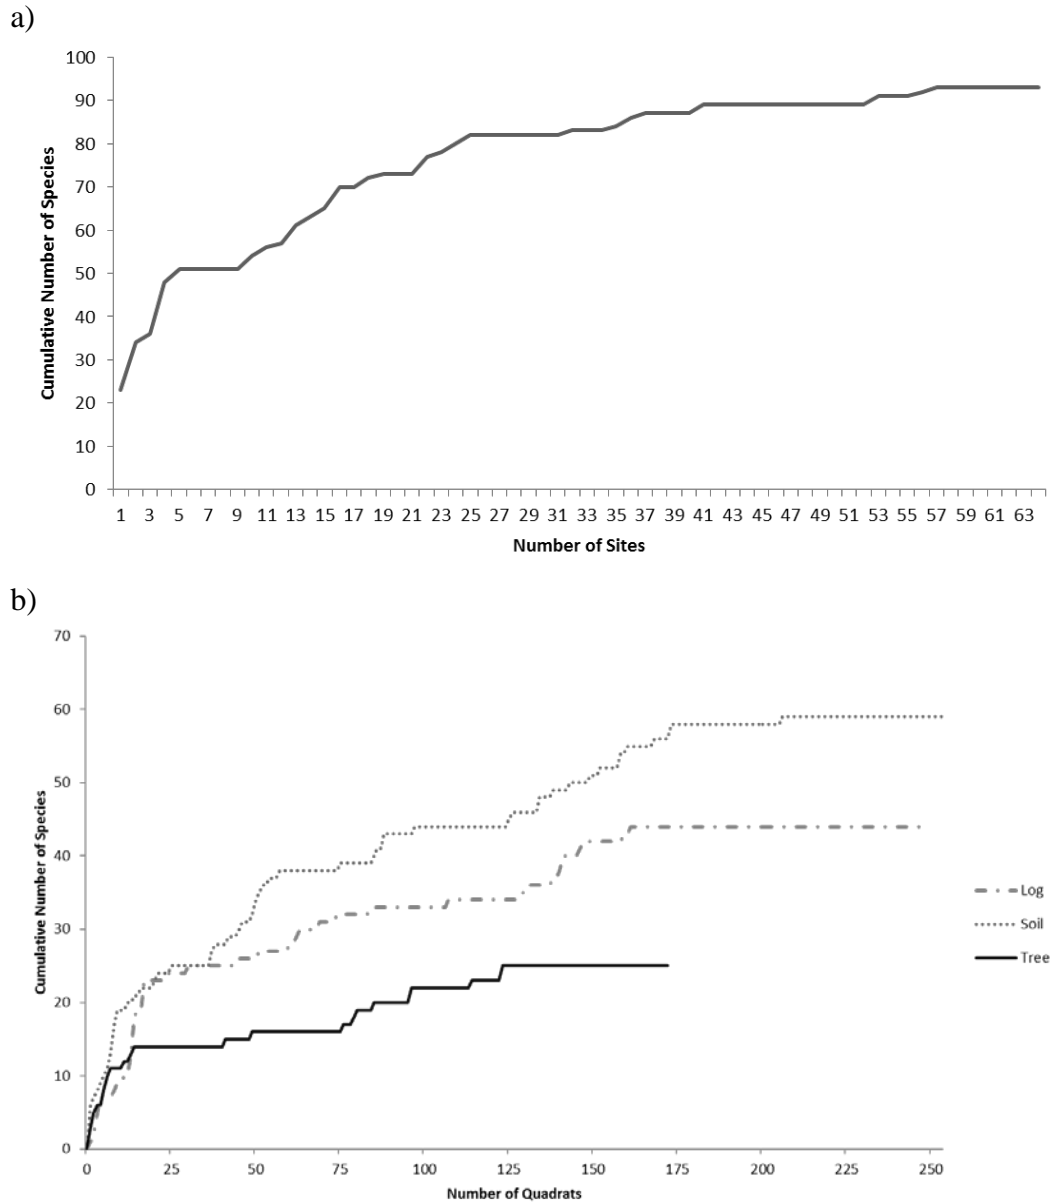 a)
100
90
80
70
60
50
40
30
20
10
0
Cumulative Number of Species
1 3 5 7 9 11 13 15 17 19 21 23 25 27 29 31 33 35 37 39 41 43 45 47 49 51 53 55 57 59 61 63
Number of Sites
b)
70
60
50
40
30
20
10
0
Cumulative Number of Species
Log
Soil
Tree
0 25 50 75 100 125 150 175 200 225 250
Number of Quadrats